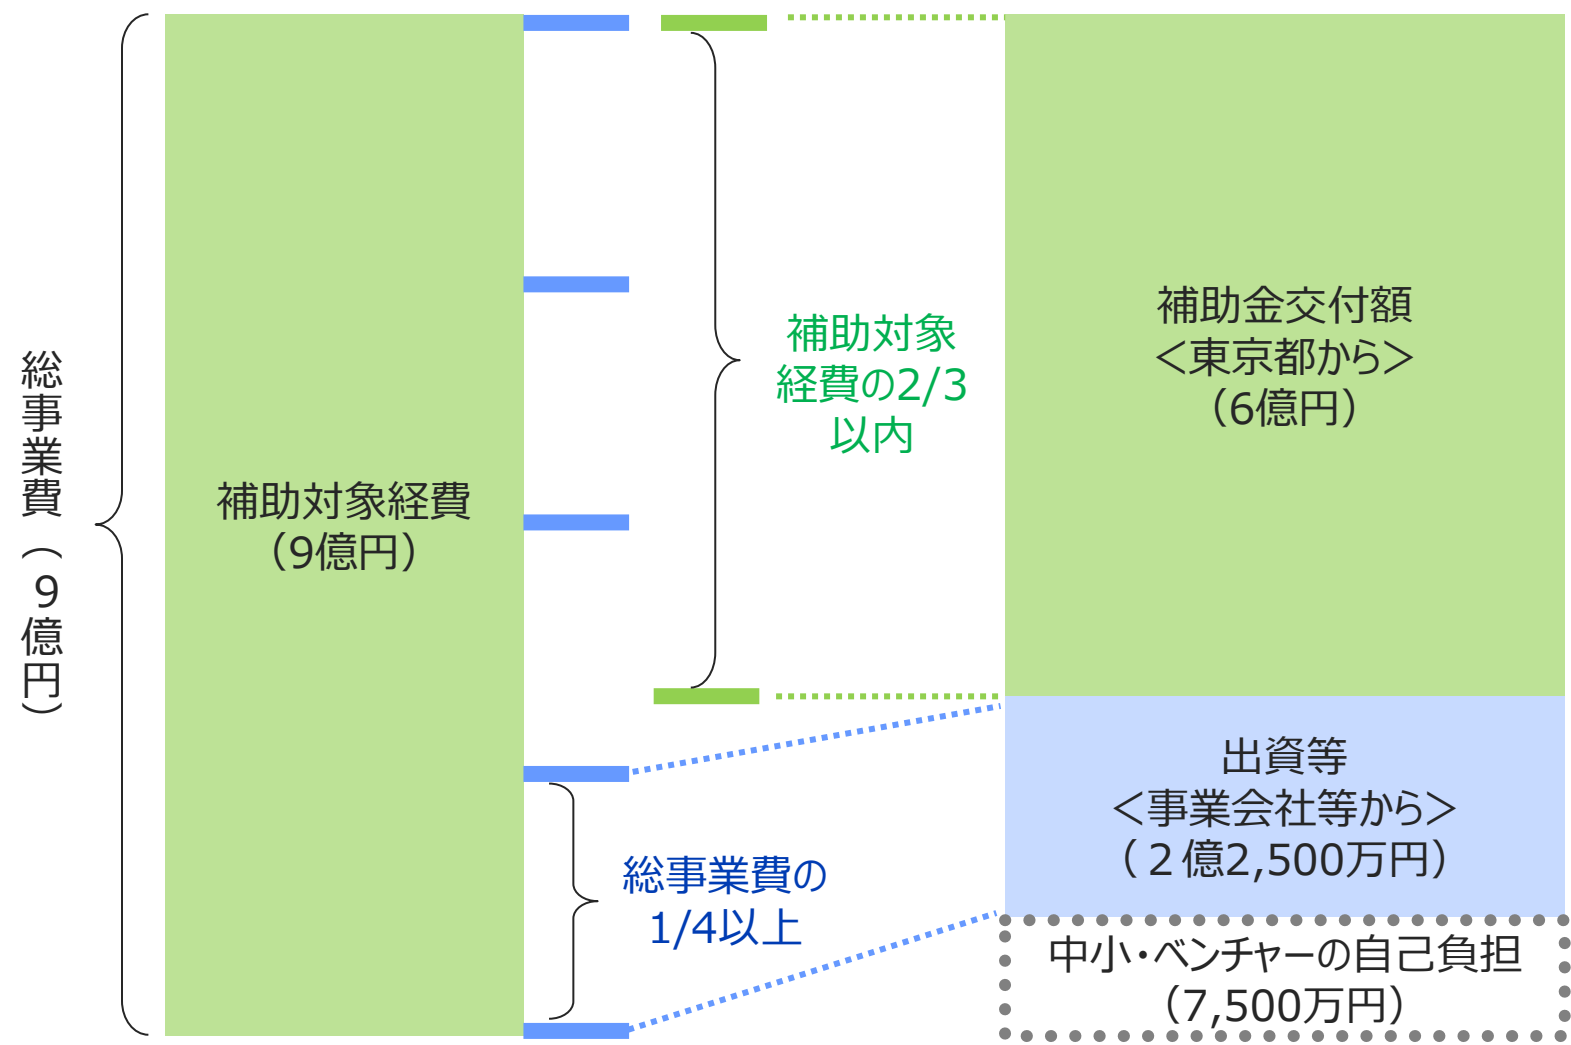 総事業費（９億円）
補助対象経費
（9億円）
補助対象
経費の2/3
以内
総事業費の
1/4以上
補助金交付額
＜東京都から＞
（6億円）
出資等
＜事業会社等から＞
（２億2,500万円）
中小・ベンチャーの自己負担
（7,500万円）